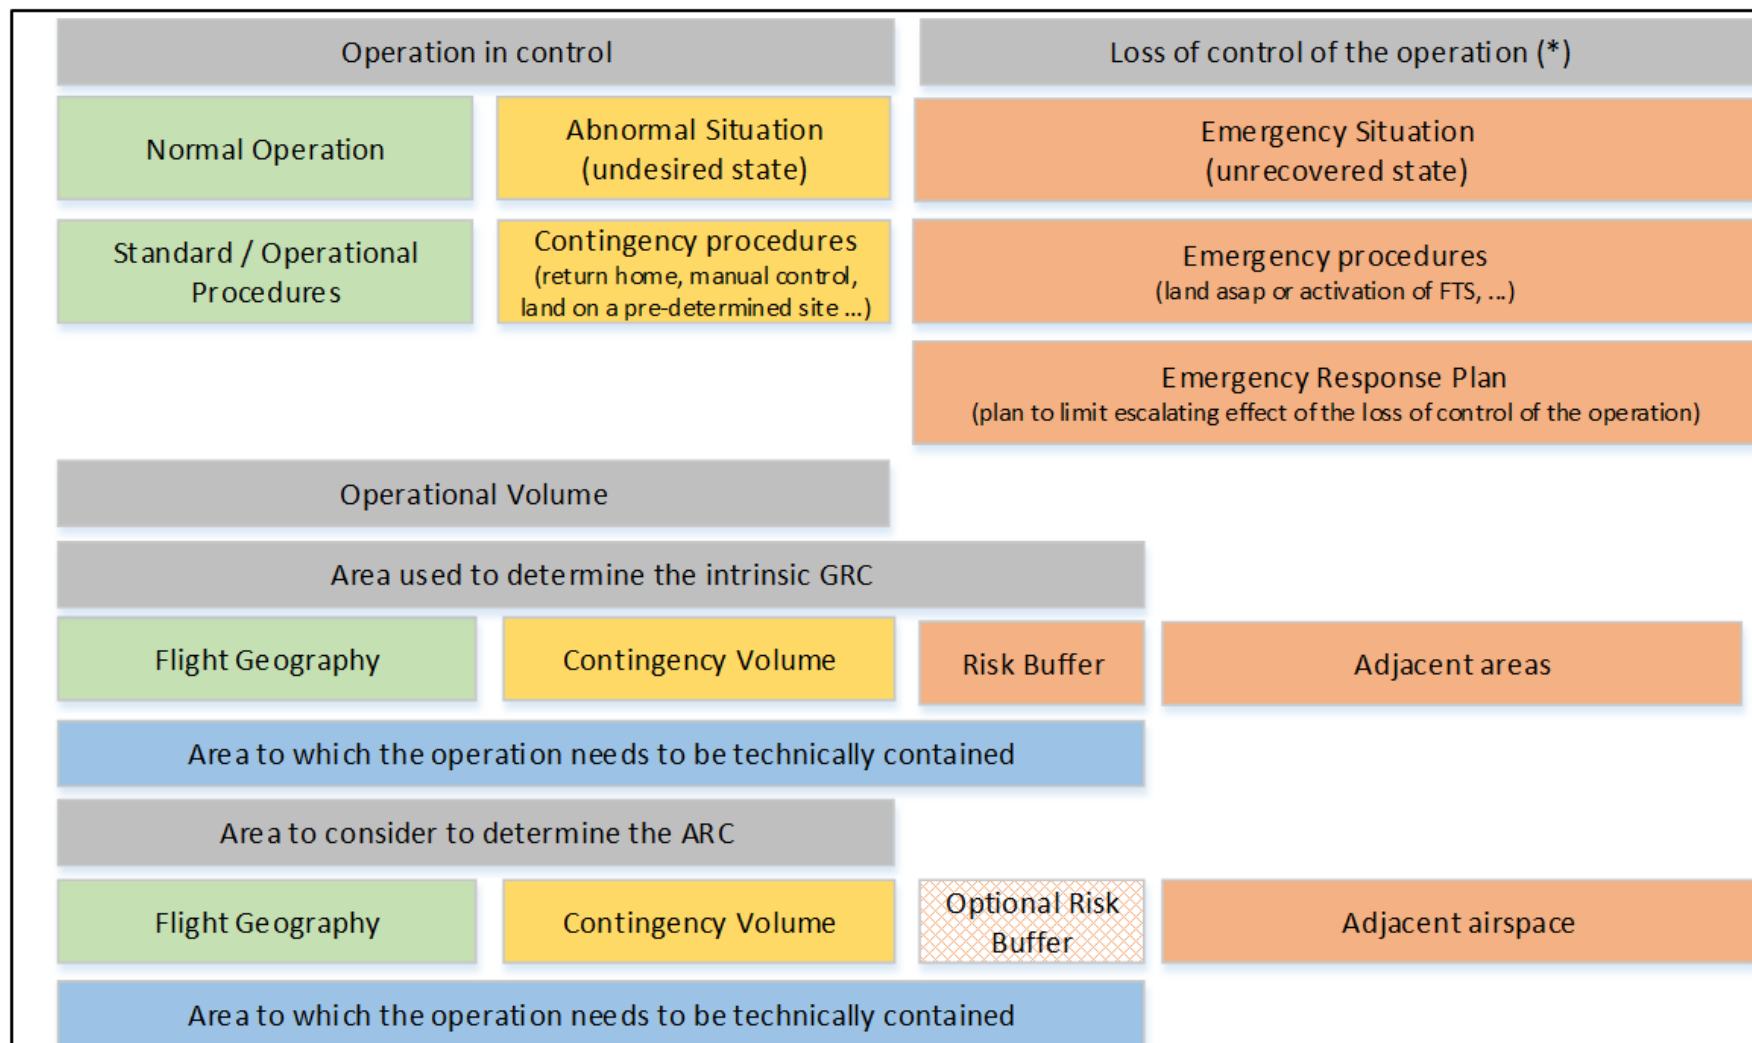 Operation in control
Loss of control of the operation (*)
Normal Operation
Abnormal Situation
(undesired state)
Emergency Situation
(unrecovered state)
Standard / Operational
Procedures
Contingency procedures
(return home, manual control,
land on a pre-determined site ...)
Emergency procedures
(land asap or activation of FTS, ...)
Emergency Response Plan
(plan to limit escalating effect of the loss of control of the operation)
Operational Volume
Area used to determine the intrinsic GRC
Flight Geography
Contingency Volume
Risk Buffer
Adjacent areas
Area to which the operation needs to be technically contained
Area to consider to determine the ARC
Flight Geography
Contingency Volume
Optional Risk
Buffer
Adjacent airspace
Area to which the operation needs to be technically contained